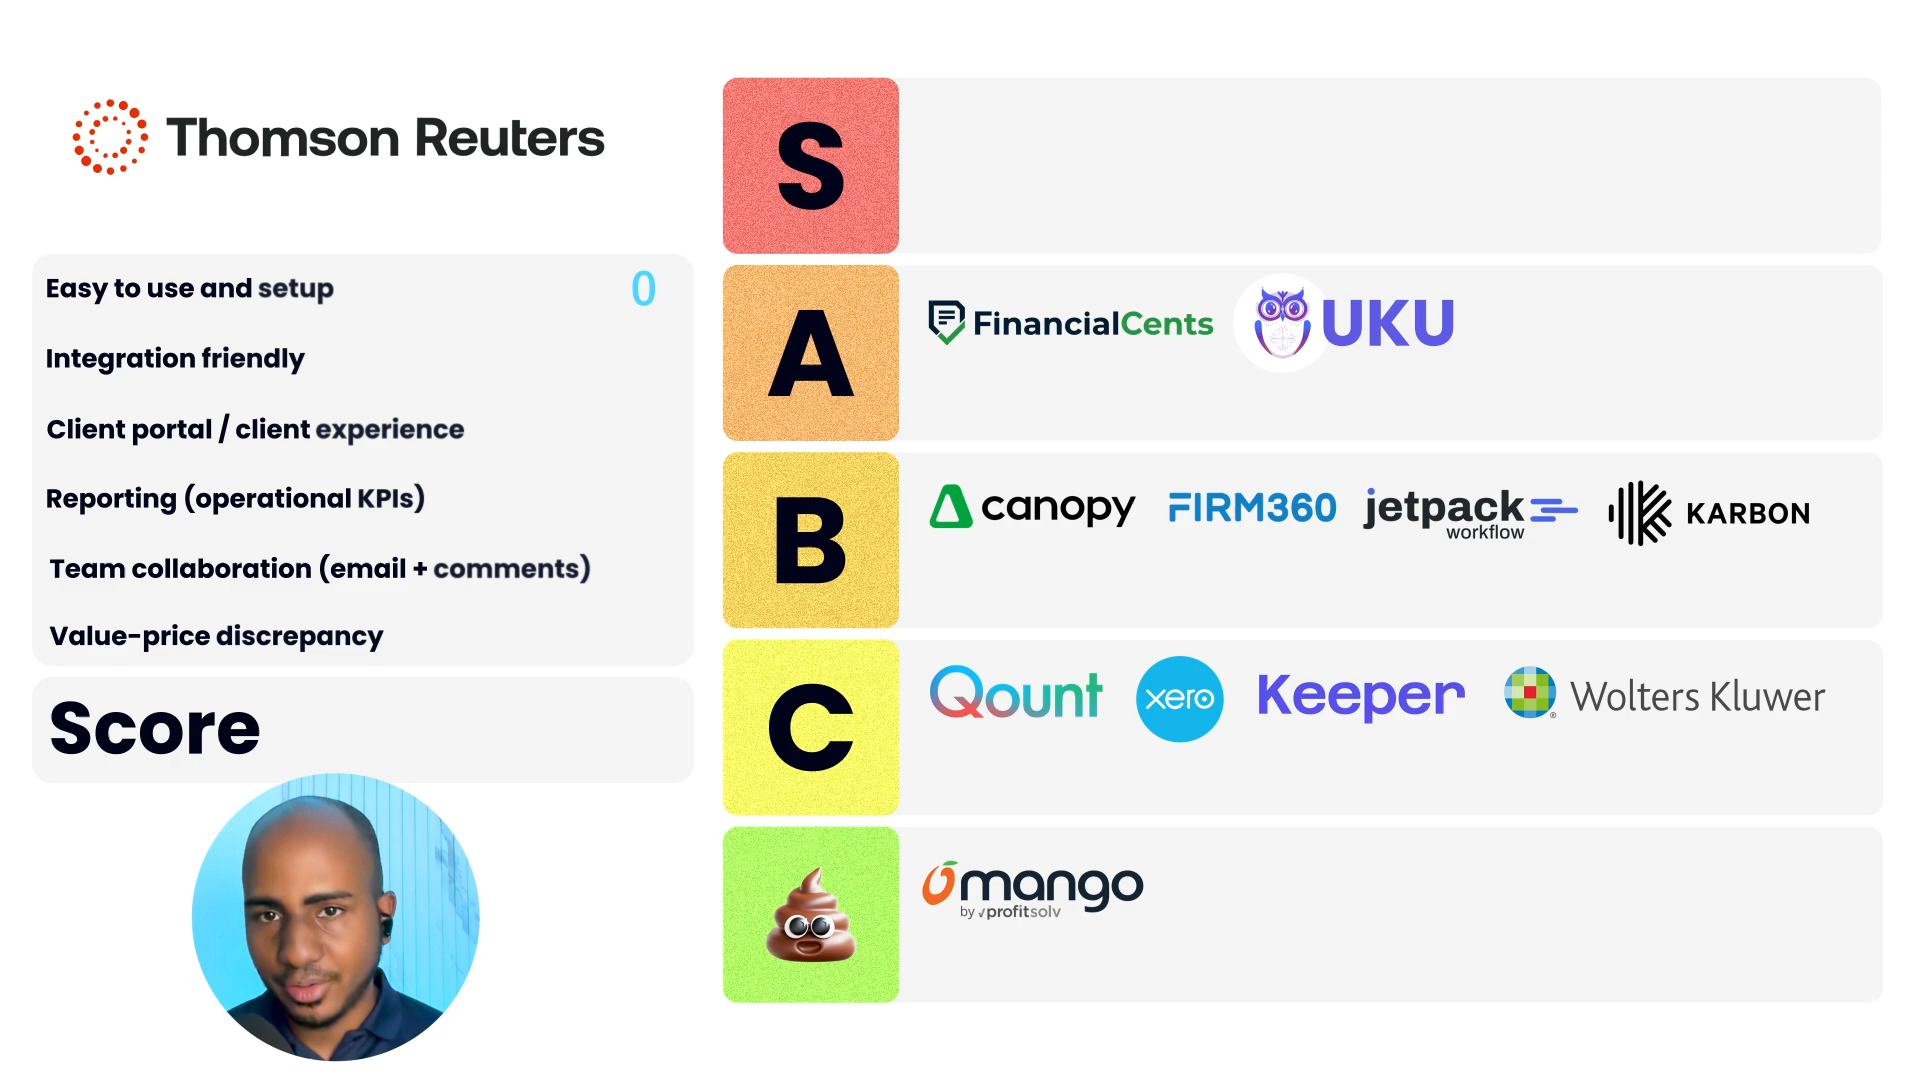 Thomson Reuters
Easy to use and setup 0
Integration friendly
Client portal / client experience
Reporting (operational KPIs)
Team collaboration (email + comments)
Value-price discrepancy
Score
S
A
FinancialCents UKU
B
canopy FIRM360 jetpack workflow KARBON
C
Qount xero Keeper Wolters Kluwer®
mango
by profitsolv